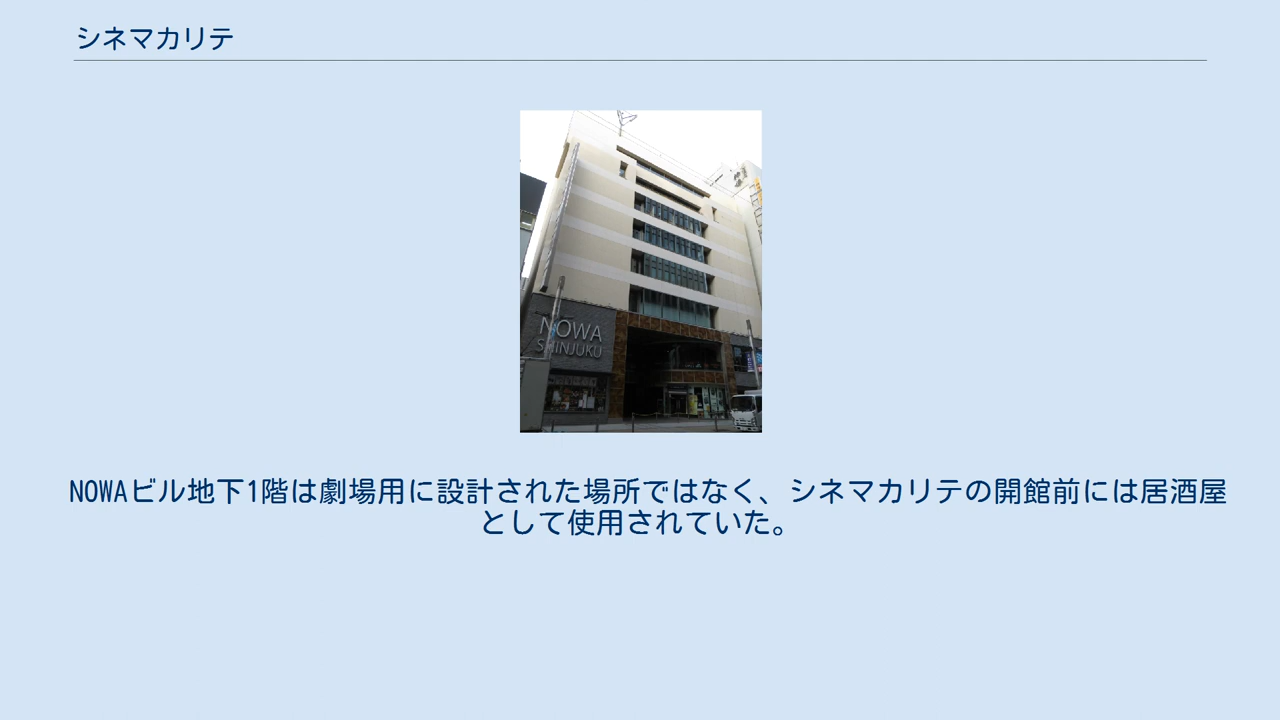 シネマカリテ
NOWA
SHINJUKU
NOWAビル地下1階は劇場用に設計された場所ではなく、シネマカリテの開館前には居酒屋
として使用されていた。